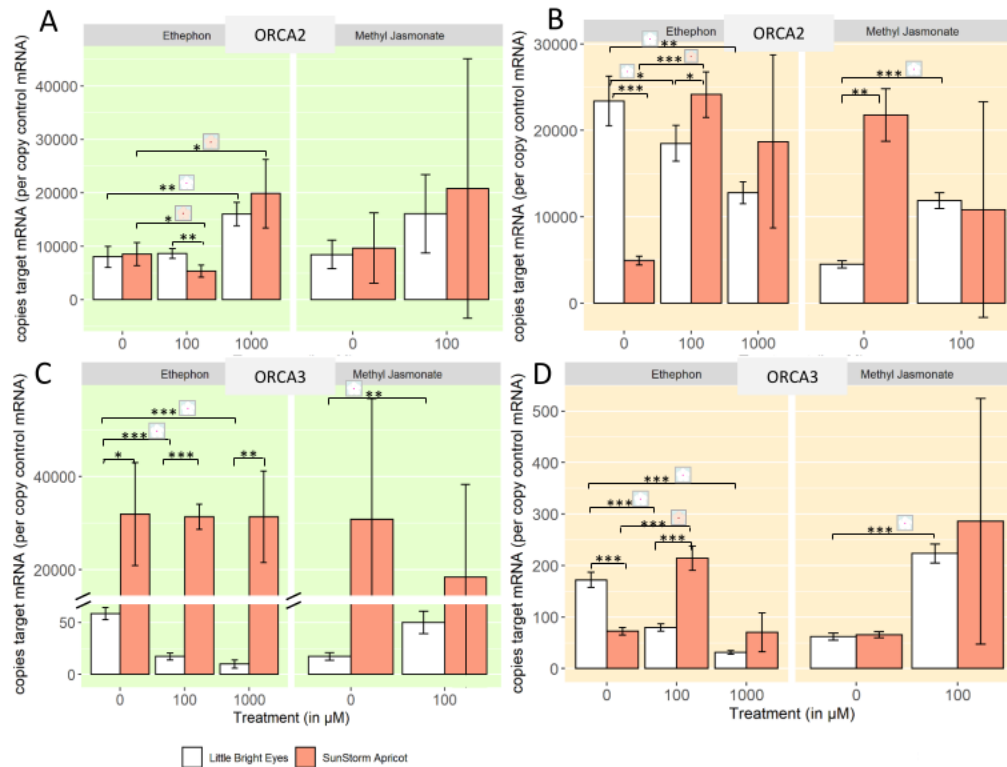 A
ORCA2
Ethephon
Methyl Jasmonate
copies target mRNA (per copy control mRNA)
40000
30000
20000
10000
0
*
**
*
**
0
100
1000
0
100
B
ORCA2
Ethephon
Methyl Jasmonate
copies target mRNA (per copy control mRNA)
30000
20000
10000
0
**
***
*
*
***
***
**
0
100
1000
0
100
C
ORCA3
Ethephon
Methyl Jasmonate
copies target mRNA (per copy control mRNA)
40000
20000
50
0
***
***
*
***
**
**
0
100
1000
0
100
Treatment (in µM)
D
ORCA3
Ethephon
Methyl Jasmonate
copies target mRNA (per copy control mRNA)
500
400
300
200
100
0
***
***
***
***
***
***
0
100
1000
0
100
Treatment (in µM)
Little Bright Eyes
SunStorm Apricot